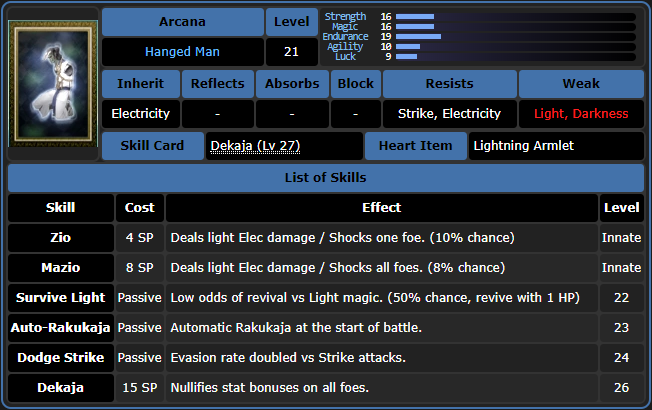 Arcana Level
Hanged Man 21
Strength 16
Magic 16
Endurance 19
Agility 10
Luck 9
Inherit Reflects Absorbs Block Resists Weak
Electricity - - - Strike, Electricity Light, Darkness
Skill Card Dekaja (Lv 27) Heart Item Lightning Armlet
List of Skills
Skill Cost Effect Level
Zio 4 SP Deals light Elec damage / Shocks one foe. (10% chance) Innate
Mazio 8 SP Deals light Elec damage / Shocks all foes. (8% chance) Innate
Survive Light Passive Low odds of revival vs Light magic. (50% chance, revive with 1 HP) 22
Auto-Rakukaja Passive Automatic Rakukaja at the start of battle. 23
Dodge Strike Passive Evasion rate doubled vs Strike attacks. 24
Dekaja 15 SP Nullifies stat bonuses on all foes. 26